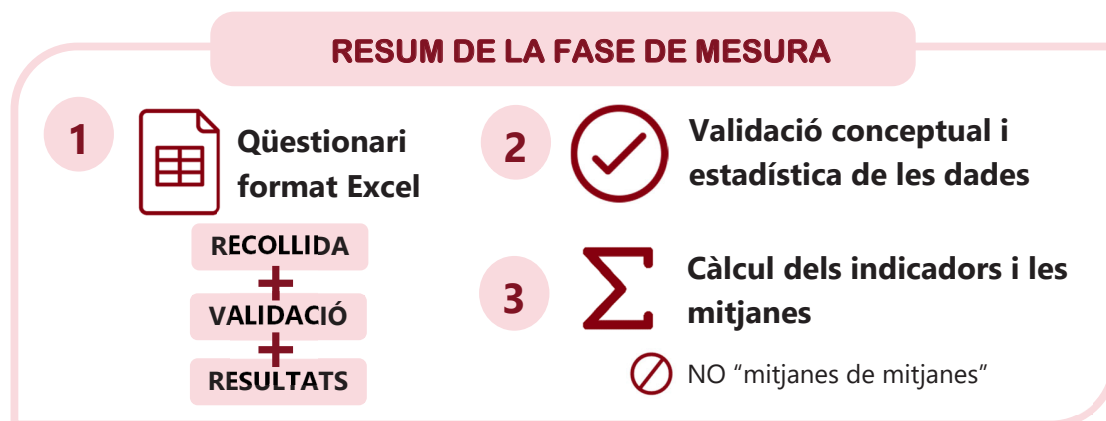 RESUM DE LA FASE DE MESURA
1
Qüestionari
format Excel
RECOLLIDA
+
VALIDACIÓ
+
RESULTATS
2
Validació conceptual i
estadística de les dades
3
Σ
Càlcul dels indicadors i les
mitjanes
NO “mitjanes de mitjanes”